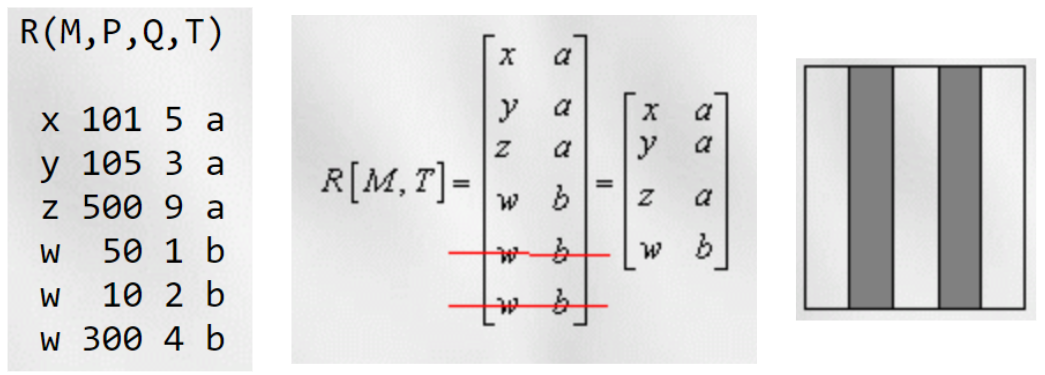 R(M,P,Q,T)
x 101 5 a
y 105 3 a
z 500 9 a
w 50 1 b
w 10 2 b
w 300 4 b
x a
y a
z a
R[M,T]= w b =
w b
w b
x a
y a
z a
w b